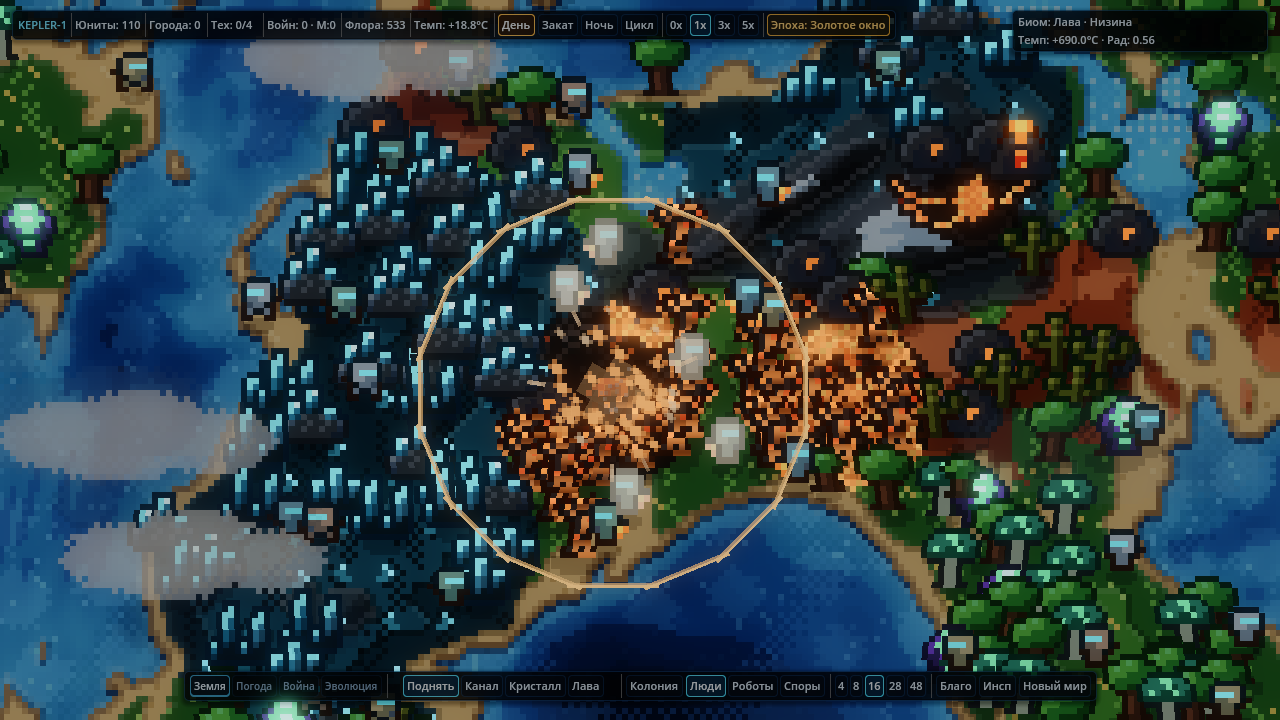 KEPLER-1 Юниты: 110 Города: 0 Тех: 0/4 Войн: 0 · М:0 Флора: 533 Темп: +18.8°C День Закат Ночь Цикл 0x 1x 3x 5x Эпоха: Золотое окно
Биом: Лава · Низина
Темп: +690.0°C · Рад: 0.56
Земля Погода Война Эволюция Поднять Канал Кристалл Лава Колония Люди Роботы Споры 4 8 16 28 48 Благо Инсп Новый мир